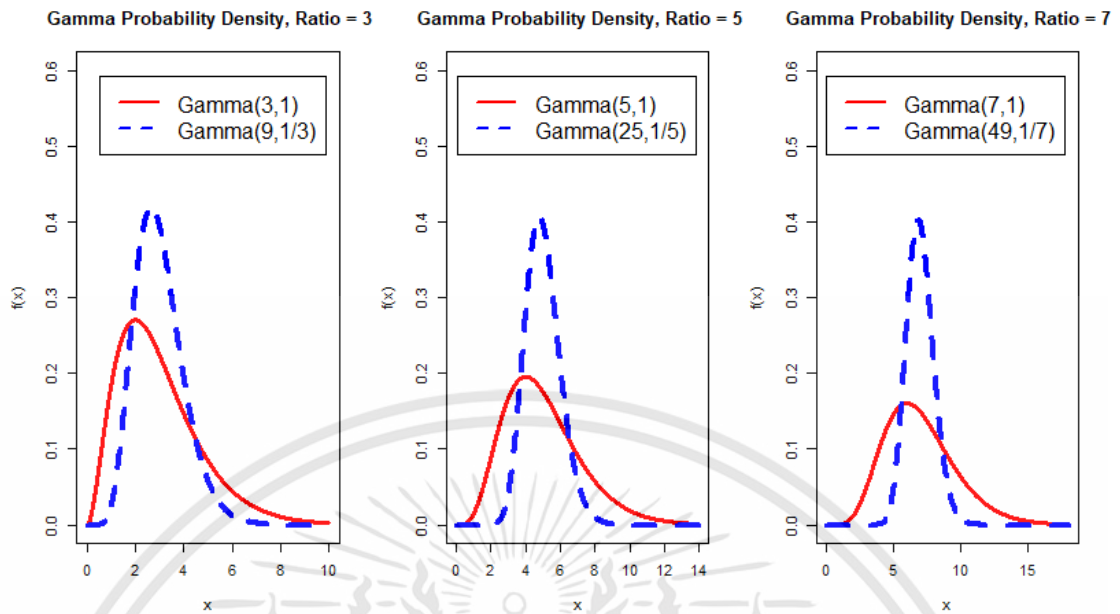 Gamma Probability Density, Ratio = 3
f(x)
0.6
0.5
0.4
0.3
0.2
0.1
0.0
Gamma(3,1)
Gamma(9,1/3)
0 2 4 6 8 10
x
Gamma Probability Density, Ratio = 5
f(x)
0.6
0.5
0.4
0.3
0.2
0.1
0.0
Gamma(5,1)
Gamma(25,1/5)
0 2 4 6 8 10 12 14
x
Gamma Probability Density, Ratio = 7
f(x)
0.6
0.5
0.4
0.3
0.2
0.1
0.0
Gamma(7,1)
Gamma(49,1/7)
0 5 10 15
x